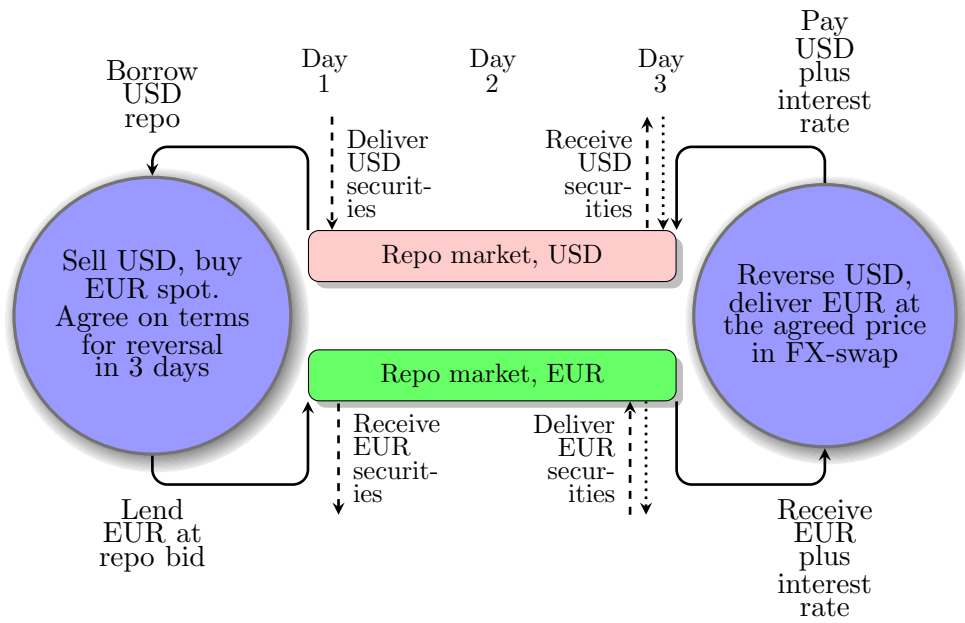 Borrow
USD
repo
Day
1
Day
2
Day
3
Pay
USD
plus
interest
rate
Deliver
USD
securit-
ies
Receive
USD
secur-
ities
Sell USD, buy
EUR spot.
Agree on terms
for reversal
in 3 days
Repo market, USD
Reverse USD,
deliver EUR at
the agreed price
in FX-swap
Repo market, EUR
Receive
EUR
securit-
ies
Deliver
EUR
secur-
ities
Lend
EUR at
repo bid
Receive
EUR
plus
interest
rate